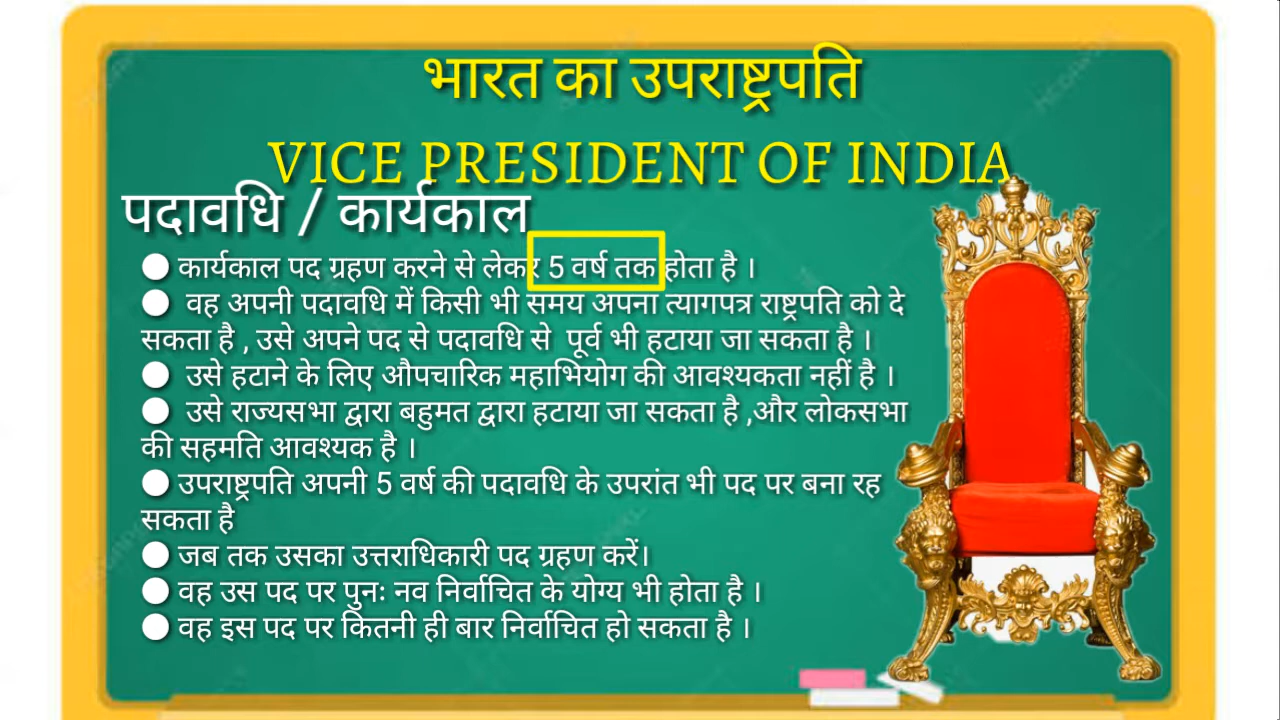 भारत का उपराष्ट्रपति
VICE PRESIDENT OF INDIA
पदावधि / कार्यकाल
● कार्यकाल पद ग्रहण करने से लेकर 5 वर्ष तक होता है ।
● वह अपनी पदावधि में किसी भी समय अपना त्यागपत्र राष्ट्रपति को दे
सकता है , उसे अपने पद से पदावधि से पूर्व भी हटाया जा सकता है ।
● उसे हटाने के लिए औपचारिक महाभियोग की आवश्यकता नहीं है ।
● उसे राज्यसभा द्वारा बहुमत द्वारा हटाया जा सकता है ,और लोकसभा
की सहमति आवश्यक है ।
● उपराष्ट्रपति अपनी 5 वर्ष की पदावधि के उपरांत भी पद पर बना रह
सकता है
● जब तक उसका उत्तराधिकारी पद ग्रहण करें।
● वह उस पद पर पुनः नव निर्वाचित के योग्य भी होता है ।
● वह इस पद पर कितनी ही बार निर्वाचित हो सकता है ।